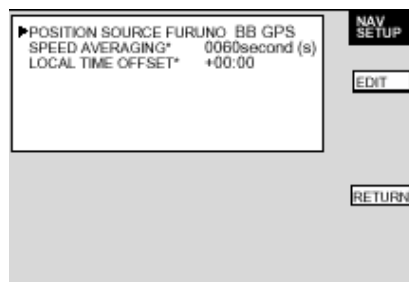 ▶POSITION SOURCE FURUNO BB GPS
SPEED AVERAGING* 0060second (s)
LOCAL TIME OFFSET* +00:00
NAV
SETUP
EDIT
RETURN